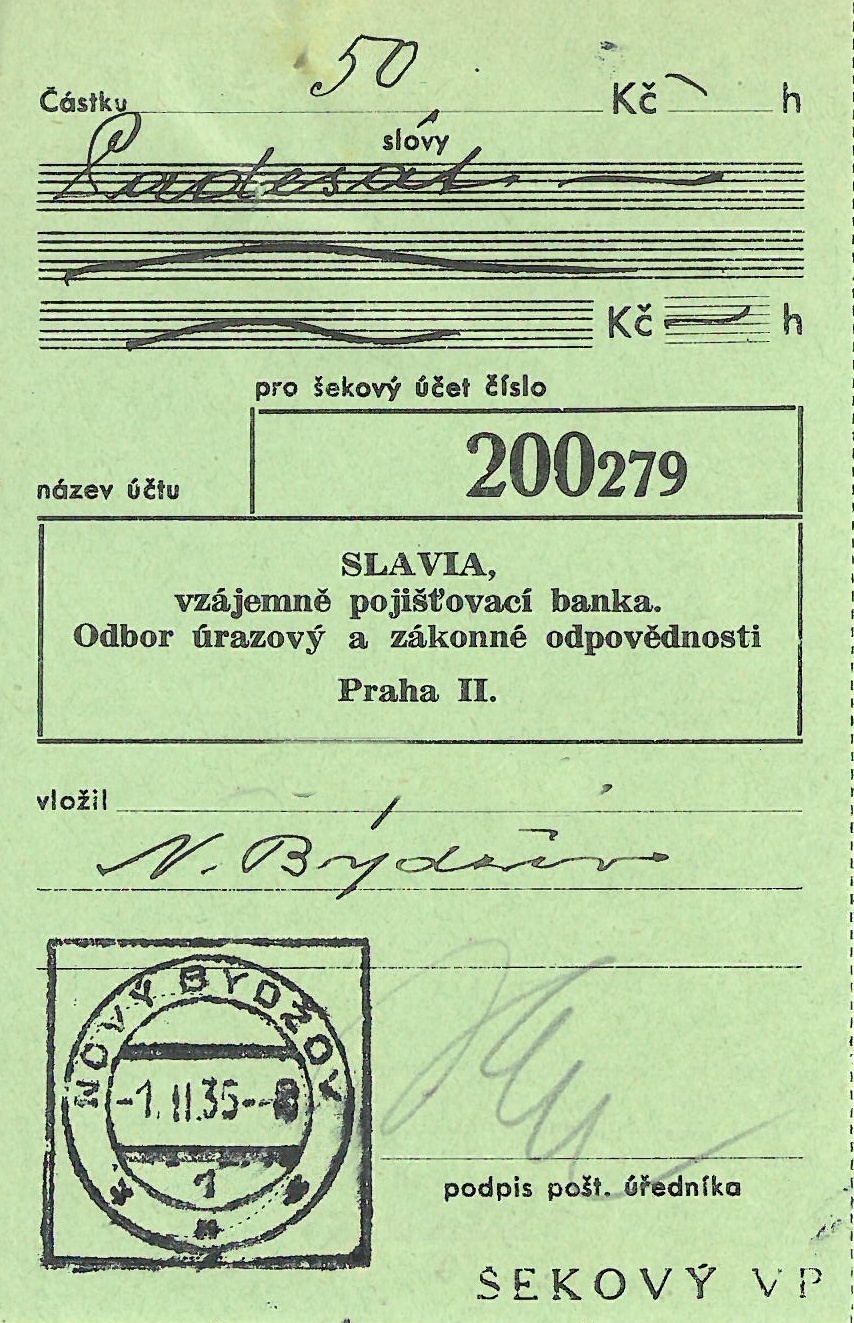 Částku 50 Kč h
slovy
Padesát
Kč h
pro šekový účet číslo
název účtu 200279
SLAVIA,
vzájemně pojišťovací banka.
Odbor úrazový a zákonné odpovědnosti
Praha II.
vložil
N. Bydžov
NOVÝ BYDŽOV
-1.II.35--8
1
podpis pošt. úředníka
ŠEKOVÝ VP